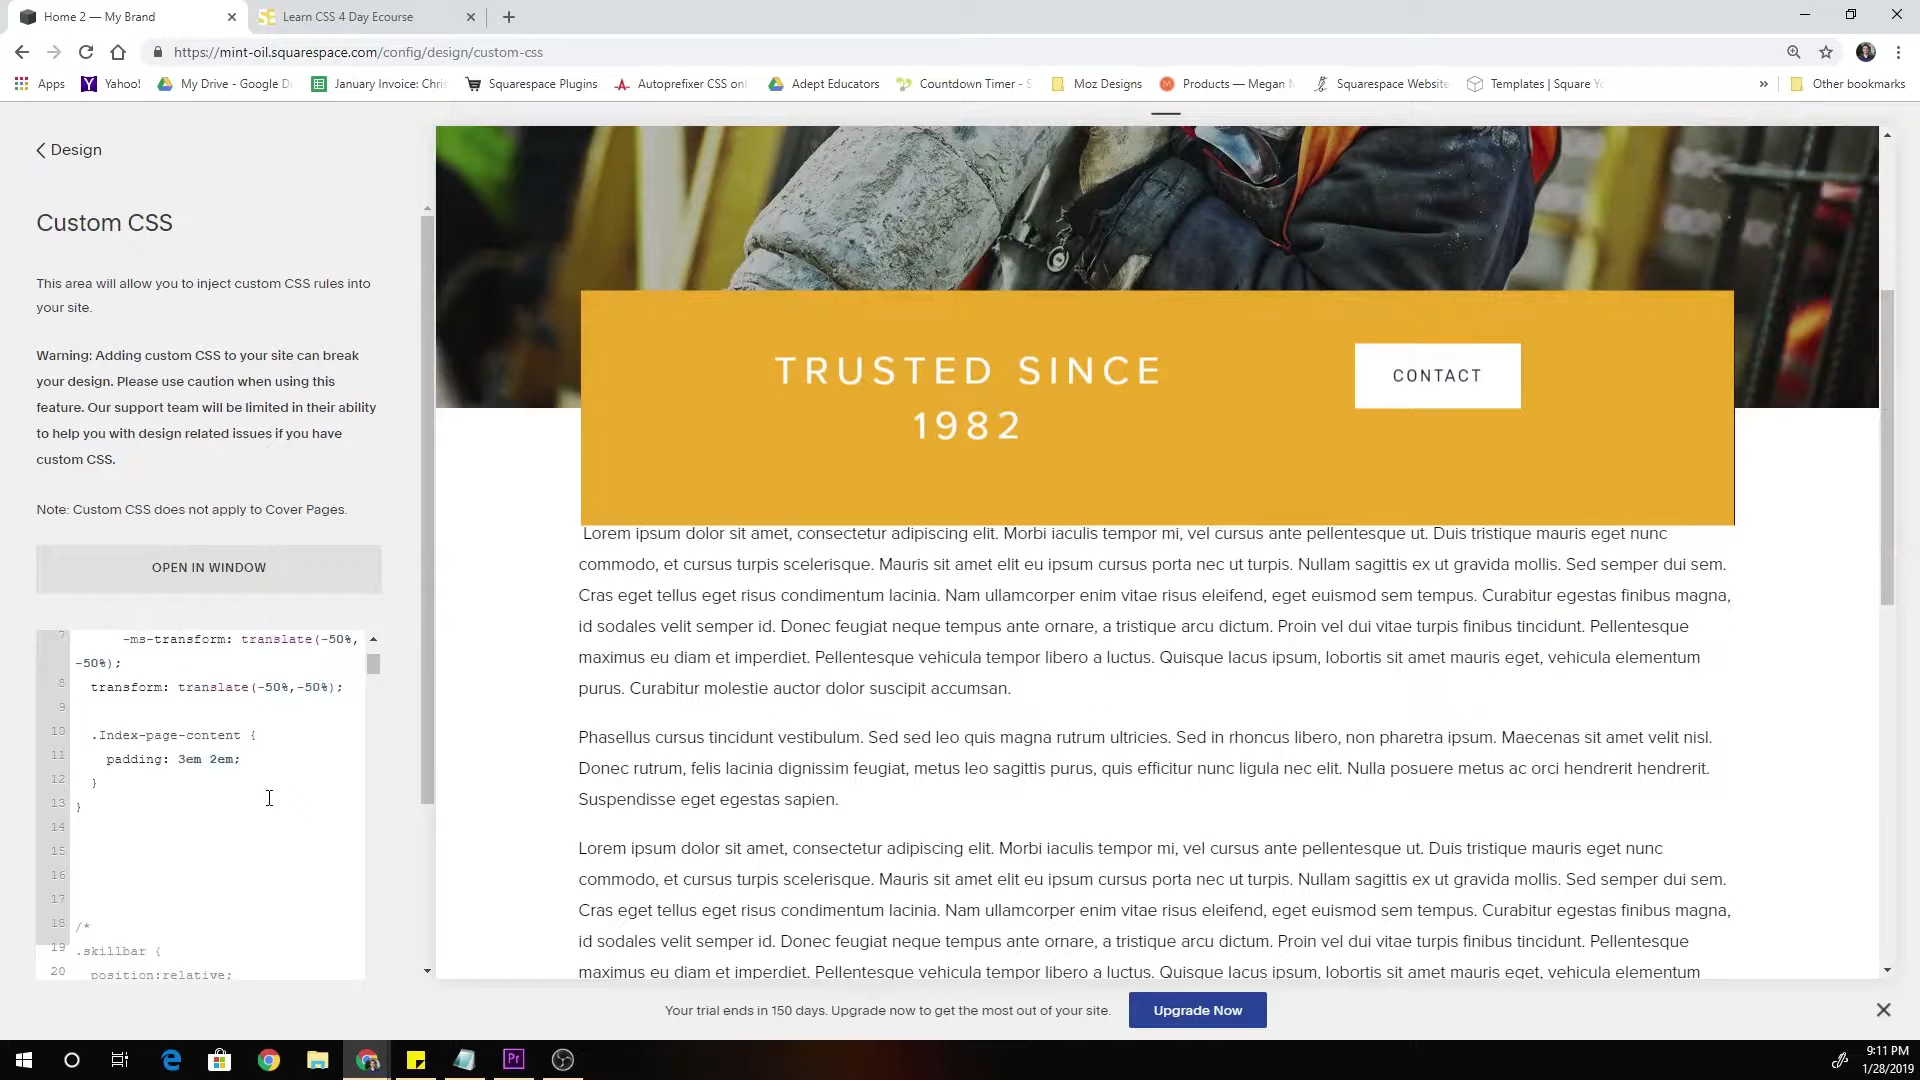 Home 2 — My Brand
Learn CSS 4 Day Ecourse
https://mint-oil.squarespace.com/config/design/custom-css
Apps
Yahoo!
My Drive - Google D
January Invoice: Chri
Squarespace Plugins
Autoprefixer CSS onl
Adept Educators
Countdown Timer - S
Moz Designs
Products — Megan
Squarespace Website
Templates | Square Yo
» Other bookmarks
Design
Custom CSS
This area will allow you to inject custom CSS rules into
your site.
Warning: Adding custom CSS to your site can break
your design. Please use caution when using this
feature. Our support team will be limited in their ability
to help you with design related issues if you have
custom CSS.
Note: Custom CSS does not apply to Cover Pages.
OPEN IN WINDOW
7 -ms-transform: translate(-50%,
-50%);
8 transform: translate(-50%,-50%);
9
10 .Index-page-content {
11 padding: 3em 2em;
12 }
13 }
14
15
16
17
18 /*
19 .skillbar {
20 position:relative;
TRUSTED SINCE
1982
CONTACT
Lorem ipsum dolor sit amet, consectetur adipiscing elit. Morbi iaculis tempor mi, vel cursus ante pellentesque ut. Duis tristique mauris eget nunc
commodo, et cursus turpis scelerisque. Mauris sit amet elit eu ipsum cursus porta nec ut turpis. Nullam sagittis ex ut gravida mollis. Sed semper dui sem.
Cras eget tellus eget risus condimentum lacinia. Nam ullamcorper enim vitae risus eleifend, eget euismod sem tempus. Curabitur egestas finibus magna,
id sodales velit semper id. Donec feugiat neque tempus ante ornare, a tristique arcu dictum. Proin vel dui vitae turpis finibus tincidunt. Pellentesque
maximus eu diam et imperdiet. Pellentesque vehicula tempor libero a luctus. Quisque lacus ipsum, lobortis sit amet mauris eget, vehicula elementum
purus. Curabitur molestie auctor dolor suscipit accumsan.
Phasellus cursus tincidunt vestibulum. Sed sed leo quis magna rutrum ultricies. Sed in rhoncus libero, non pharetra ipsum. Maecenas sit amet velit nisl.
Donec rutrum, felis lacinia dignissim feugiat, metus leo sagittis purus, quis efficitur nunc ligula nec elit. Nulla posuere metus ac orci hendrerit hendrerit.
Suspendisse eget egestas sapien.
Lorem ipsum dolor sit amet, consectetur adipiscing elit. Morbi iaculis tempor mi, vel cursus ante pellentesque ut. Duis tristique mauris eget nunc
commodo, et cursus turpis scelerisque. Mauris sit amet elit eu ipsum cursus porta nec ut turpis. Nullam sagittis ex ut gravida mollis. Sed semper dui sem.
Cras eget tellus eget risus condimentum lacinia. Nam ullamcorper enim vitae risus eleifend, eget euismod sem tempus. Curabitur egestas finibus magna,
id sodales velit semper id. Donec feugiat neque tempus ante ornare, a tristique arcu dictum. Proin vel dui vitae turpis finibus tincidunt. Pellentesque
maximus eu diam et imperdiet. Pellentesque vehicula tempor libero a luctus. Quisque lacus ipsum, lobortis sit amet mauris eget, vehicula elementum
Your trial ends in 150 days. Upgrade now to get the most out of your site.
Upgrade Now
Pr
9:11 PM
1/28/2019